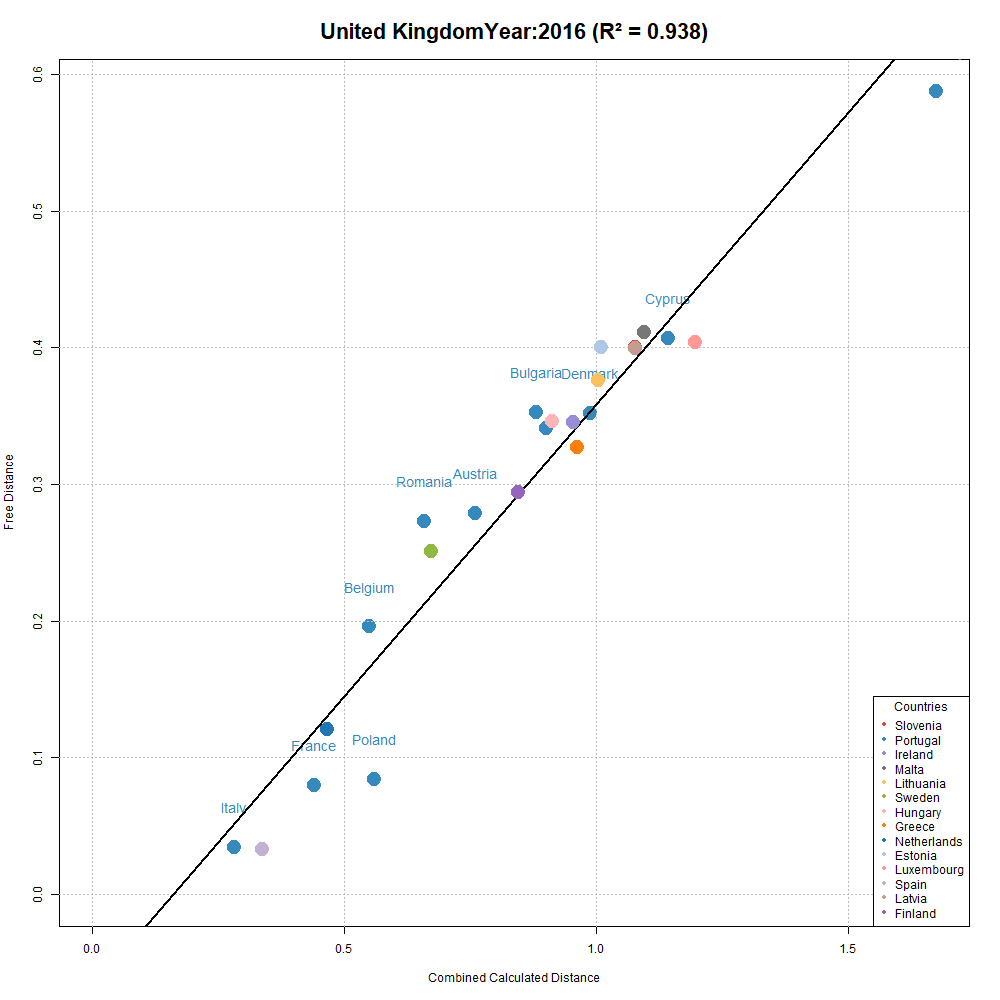 United KingdomYear:2016 (R² = 0.938)
0.6
0.5
0.4
0.3
0.2
0.1
0.0
Free Distance
Cyprus
Bulgaria
Denmark
Romania
Austria
Belgium
France
Poland
Italy
Countries
Slovenia
Portugal
Ireland
Malta
Lithuania
Sweden
Hungary
Greece
Netherlands
Estonia
Luxembourg
Spain
Latvia
Finland
0.0
0.5
1.0
1.5
Combined Calculated Distance